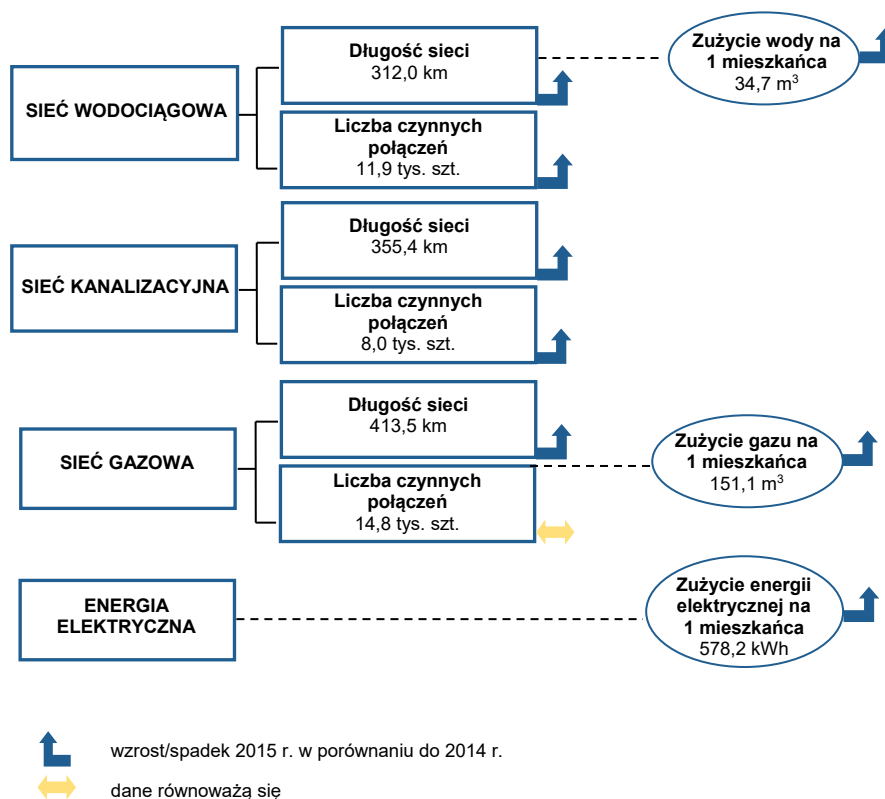 SIEĆ WODOCIĄGOWA
Długość sieci
312,0 km
Liczba czynnych
połączeń
11,9 tys. szt.
Zużycie wody na
1 mieszkańca
34,7 m³
SIEĆ KANALIZACYJNA
Długość sieci
355,4 km
Liczba czynnych
połączeń
8,0 tys. szt.
SIEĆ GAZOWA
Długość sieci
413,5 km
Liczba czynnych
połączeń
14,8 tys. szt.
Zużycie gazu na
1 mieszkańca
151,1 m³
ENERGIA
ELEKTRYCZNA
Zużycie energii
elektrycznej na
1 mieszkańca
578,2 kWh
wzrost/spadek 2015 r. w porównaniu do 2014 r.
dane równoważą się